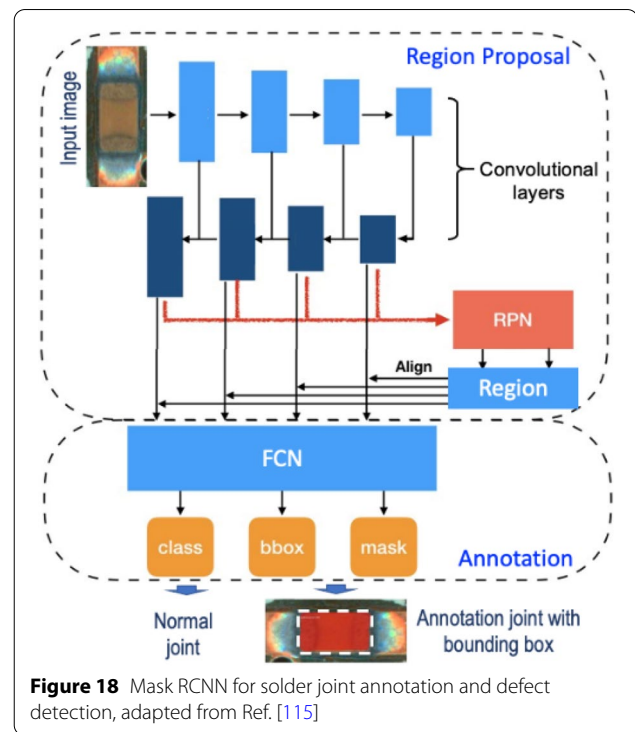 Region Proposal
Input image
Convolutional
layers
RPN
Align
Region
FCN
class bbox mask
Annotation
Normal
joint
Annotation joint with
bounding box
Figure 18 Mask RCNN for solder joint annotation and defect
detection, adapted from Ref. [115]